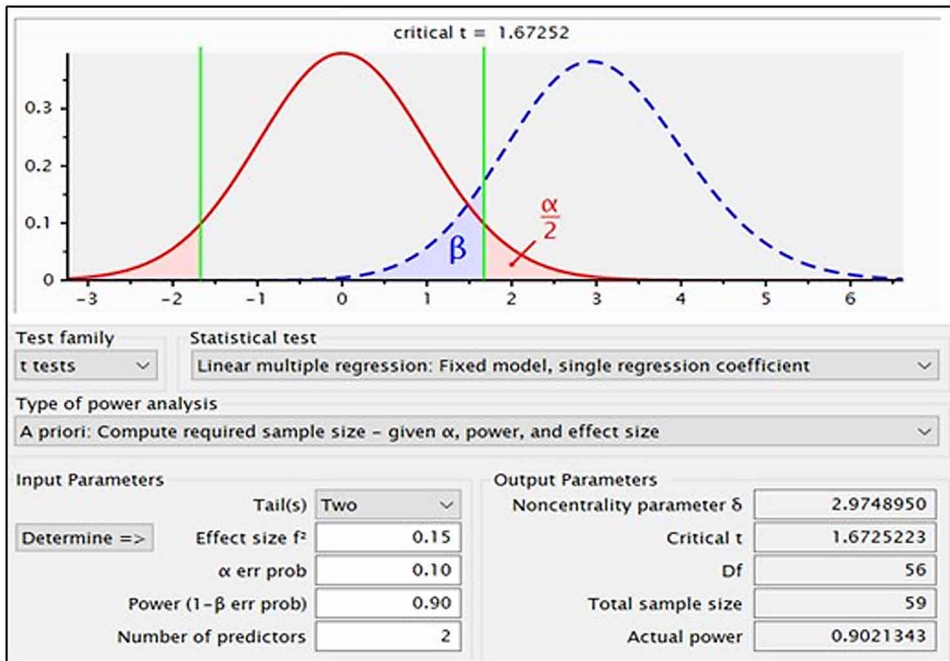 critical t = 1.67252
0.3
0.2
0.1
0
α
2
β
−3 −2 −1 0 1 2 3 4 5 6
Test family Statistical test
t tests Linear multiple regression: Fixed model, single regression coefficient
Type of power analysis
A priori: Compute required sample size – given α, power, and effect size
Input Parameters
Tail(s) Two
Determine => Effect size f² 0.15
α err prob 0.10
Power (1-β err prob) 0.90
Number of predictors 2
Output Parameters
Noncentrality parameter δ 2.9748950
Critical t 1.6725223
Df 56
Total sample size 59
Actual power 0.9021343